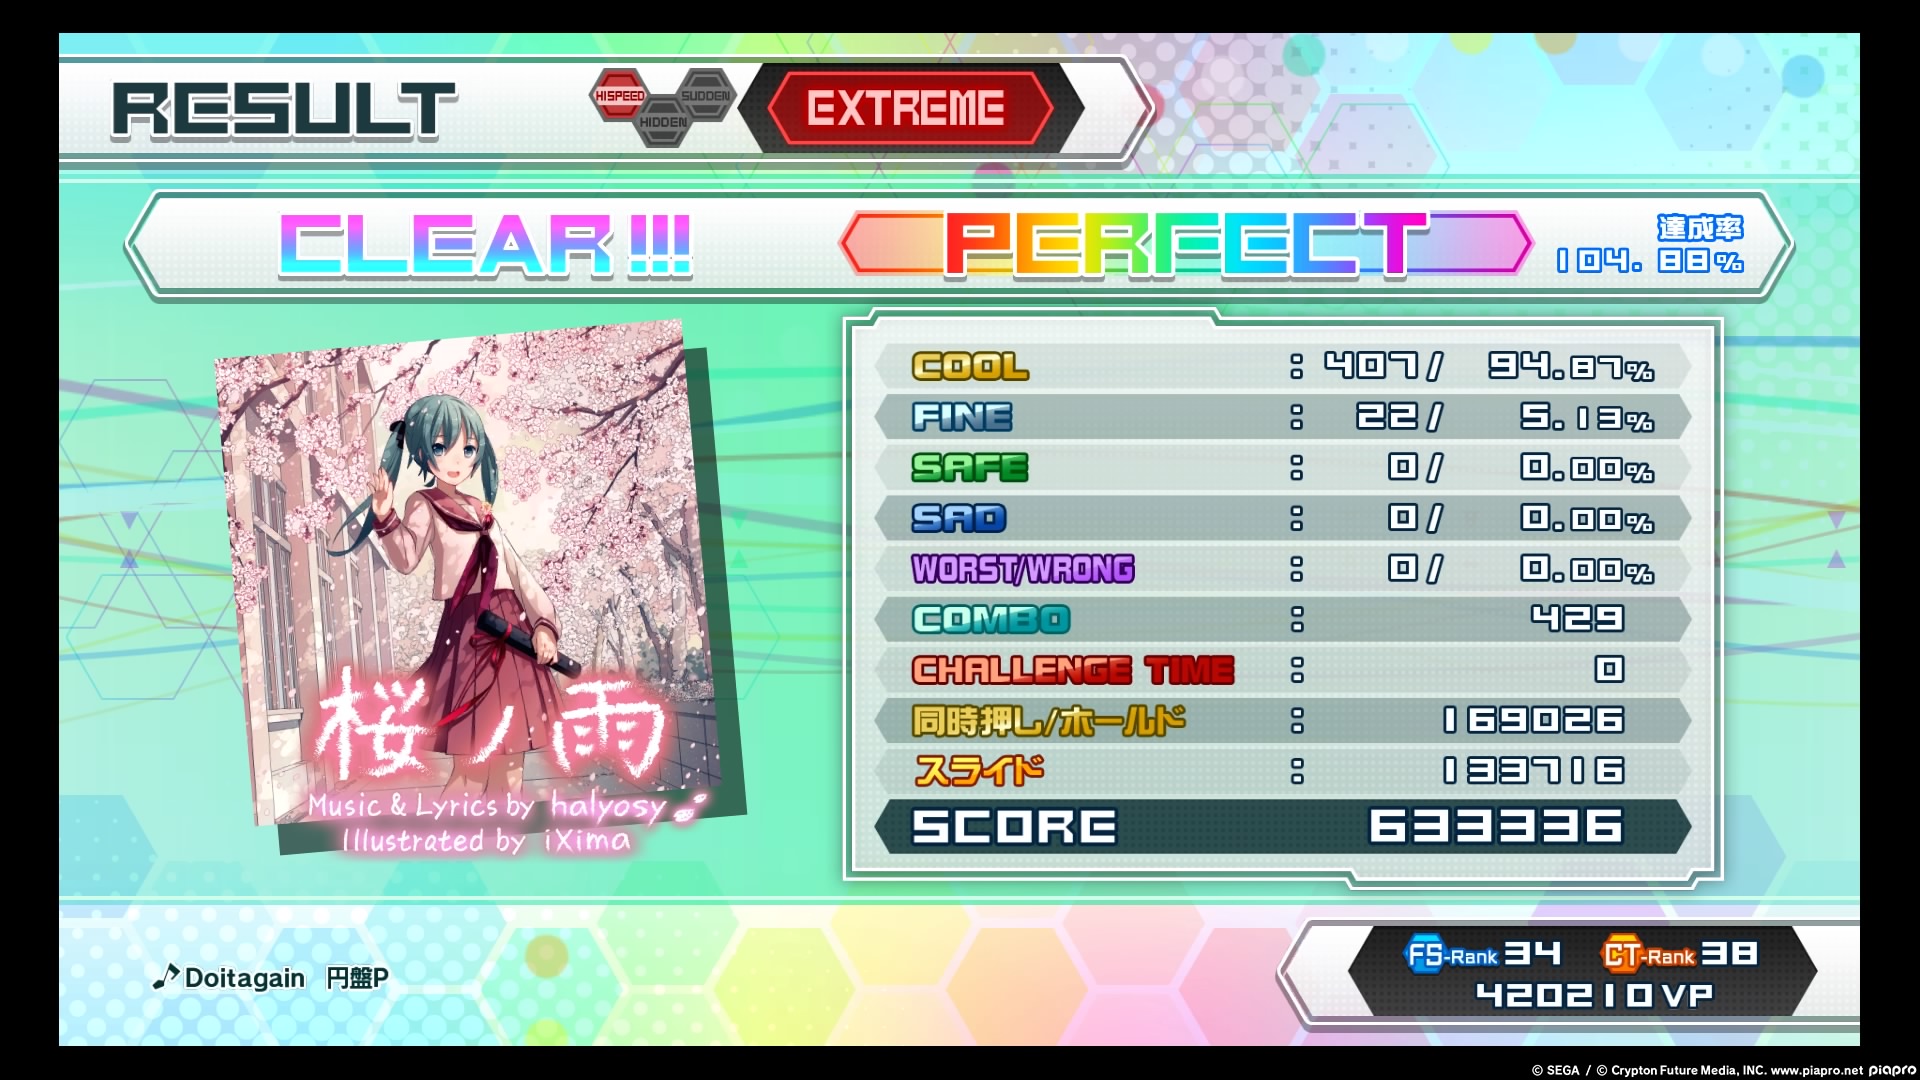 RESULT
HISPEED
HIDDEN
SUDDEN
EXTREME
CLEAR!!!
PERFECT
達成率
104.88%
COOL : 407/ 94.87%
FINE : 22/ 5.13%
SAFE : 0/ 0.00%
SAD : 0/ 0.00%
WORST/WRONG : 0/ 0.00%
COMBO : 429
CHALLENGE TIME : 0
同時押し/ホールド : 169026
スライド : 133716
SCORE 633336
桜ノ雨
Music & Lyrics by halyosy
Illustrated by iXima
♪Doitagain 円盤P
FS-Rank 34 CT-Rank 38
420210VP
© SEGA / © Crypton Future Media, INC. www.piapro.net piapro